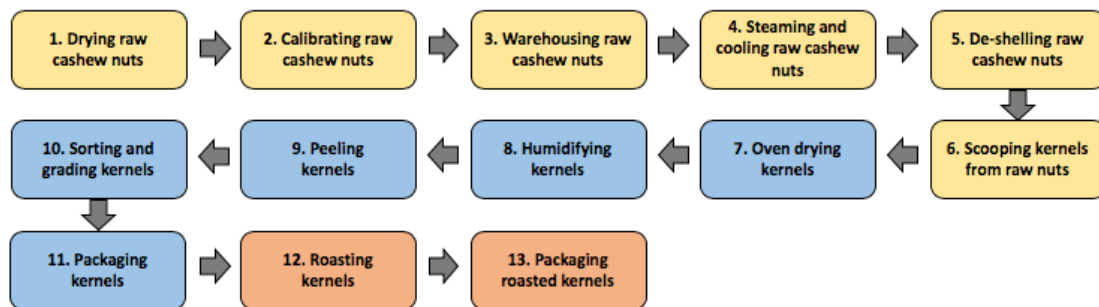 1. Drying raw
cashew nuts
2. Calibrating raw
cashew nuts
3. Warehousing raw
cashew nuts
4. Steaming and
cooling raw cashew
nuts
5. De-shelling raw
cashew nuts
10. Sorting and
grading kernels
9. Peeling
kernels
8. Humidifying
kernels
7. Oven drying
kernels
6. Scooping kernels
from raw nuts
11. Packaging
kernels
12. Roasting
kernels
13. Packaging
roasted kernels